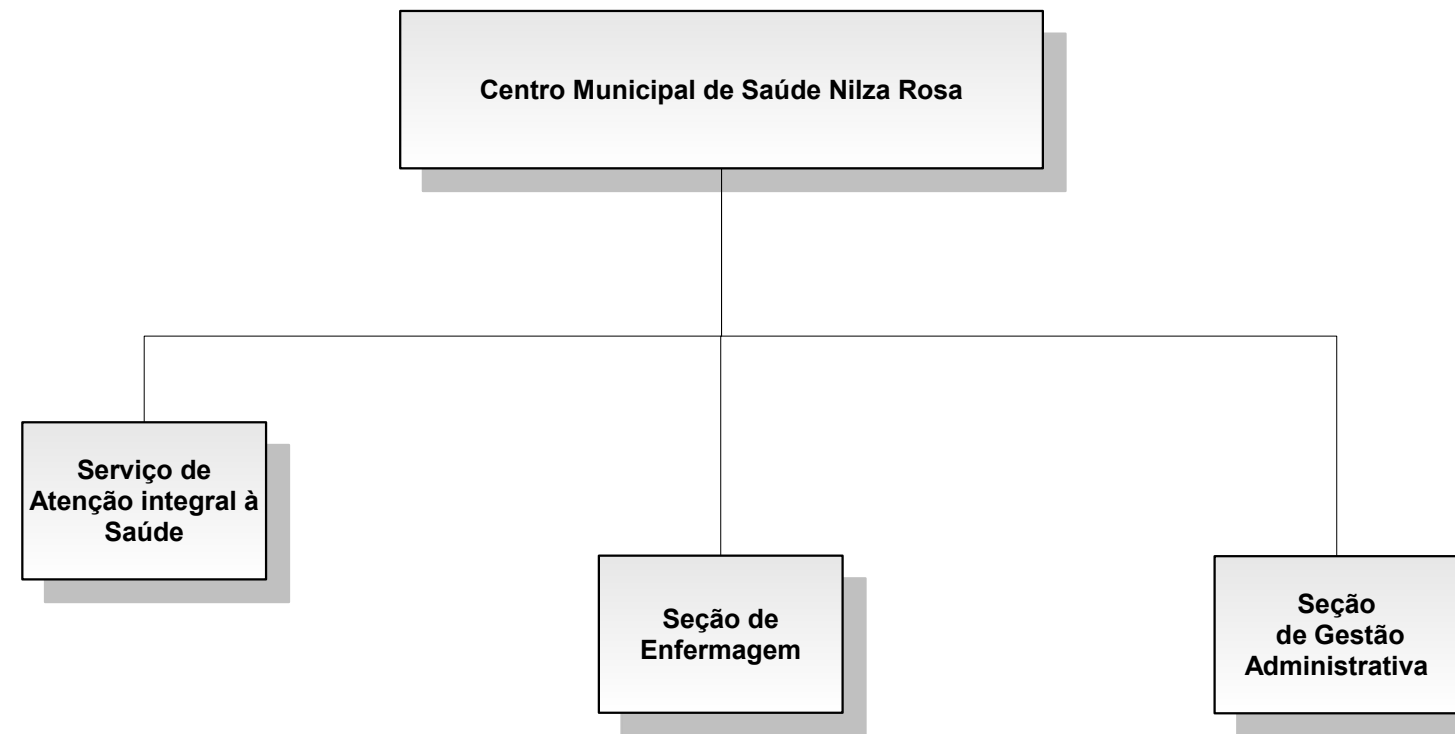 Centro Municipal de Saúde Nilza Rosa
Serviço de
Atenção integral à
Saúde
Seção de
Enfermagem
Seção
de Gestão
Administrativa